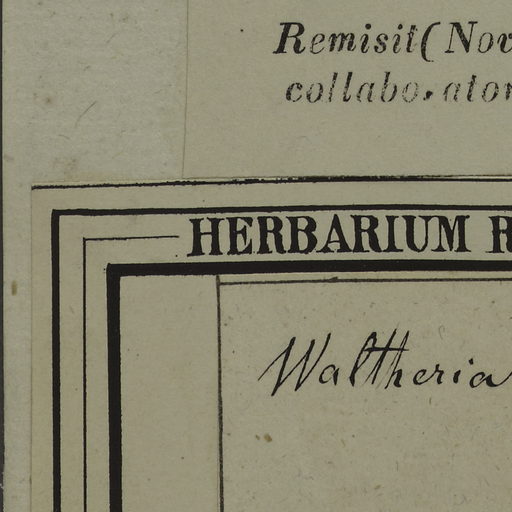 Remisit (Nov
collabo.ator
HERBARIUM R
Waltheria